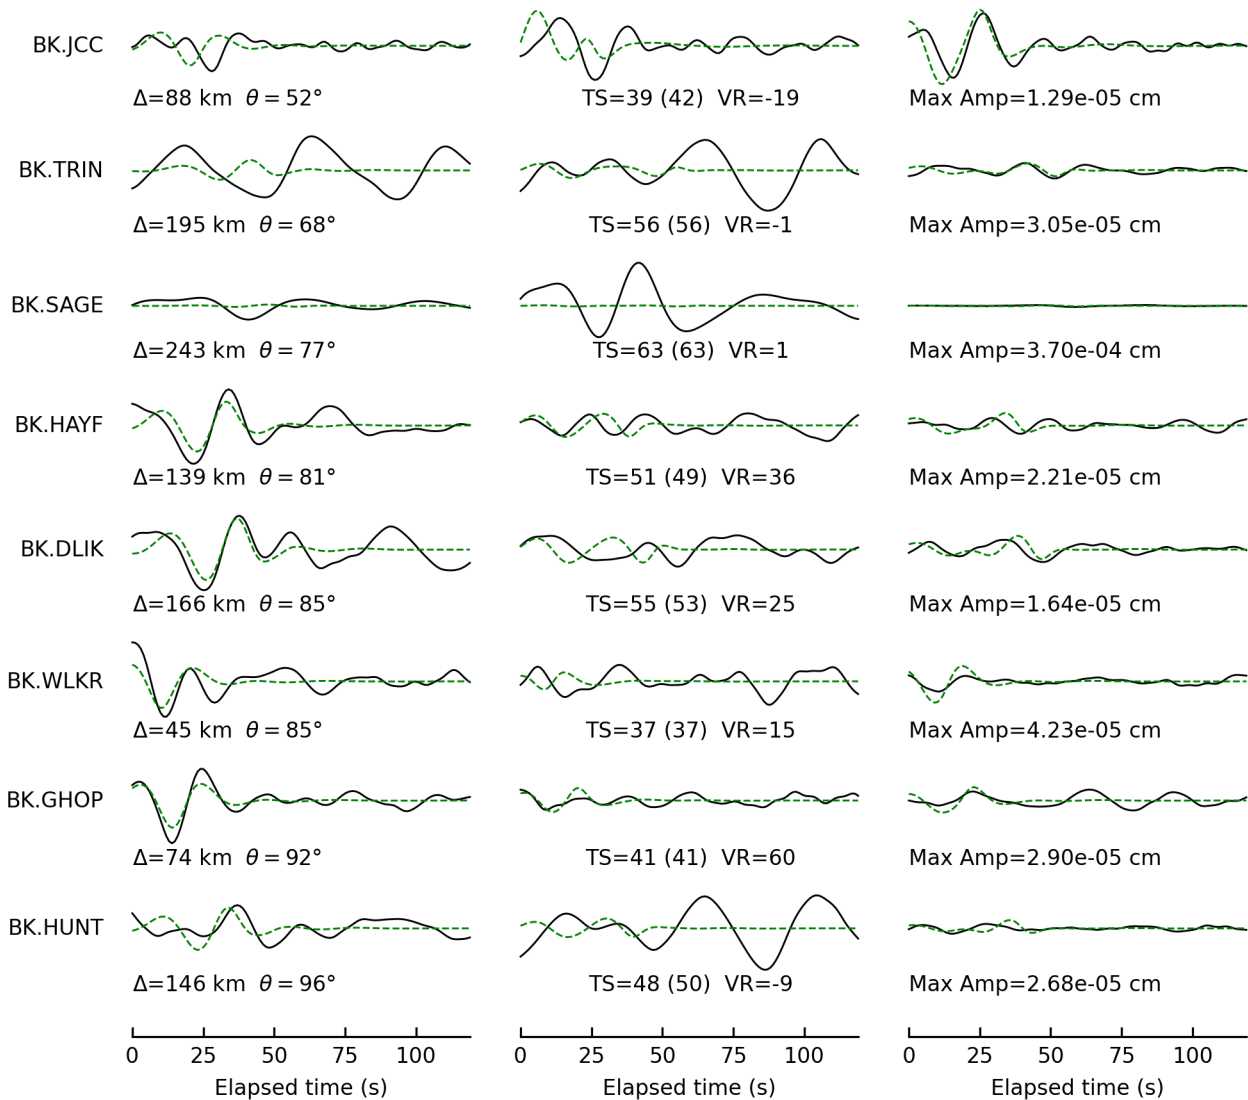 BK.JCC
Δ=88 km θ = 52° TS=39 (42) VR=-19 Max Amp=1.29e-05 cm
BK.TRIN
Δ=195 km θ = 68° TS=56 (56) VR=-1 Max Amp=3.05e-05 cm
BK.SAGE
Δ=243 km θ = 77° TS=63 (63) VR=1 Max Amp=3.70e-04 cm
BK.HAYF
Δ=139 km θ = 81° TS=51 (49) VR=36 Max Amp=2.21e-05 cm
BK.DLIK
Δ=166 km θ = 85° TS=55 (53) VR=25 Max Amp=1.64e-05 cm
BK.WLKR
Δ=45 km θ = 85° TS=37 (37) VR=15 Max Amp=4.23e-05 cm
BK.GHOP
Δ=74 km θ = 92° TS=41 (41) VR=60 Max Amp=2.90e-05 cm
BK.HUNT
Δ=146 km θ = 96° TS=48 (50) VR=-9 Max Amp=2.68e-05 cm
0 25 50 75 100 0 25 50 75 100 0 25 50 75 100
Elapsed time (s) Elapsed time (s) Elapsed time (s)